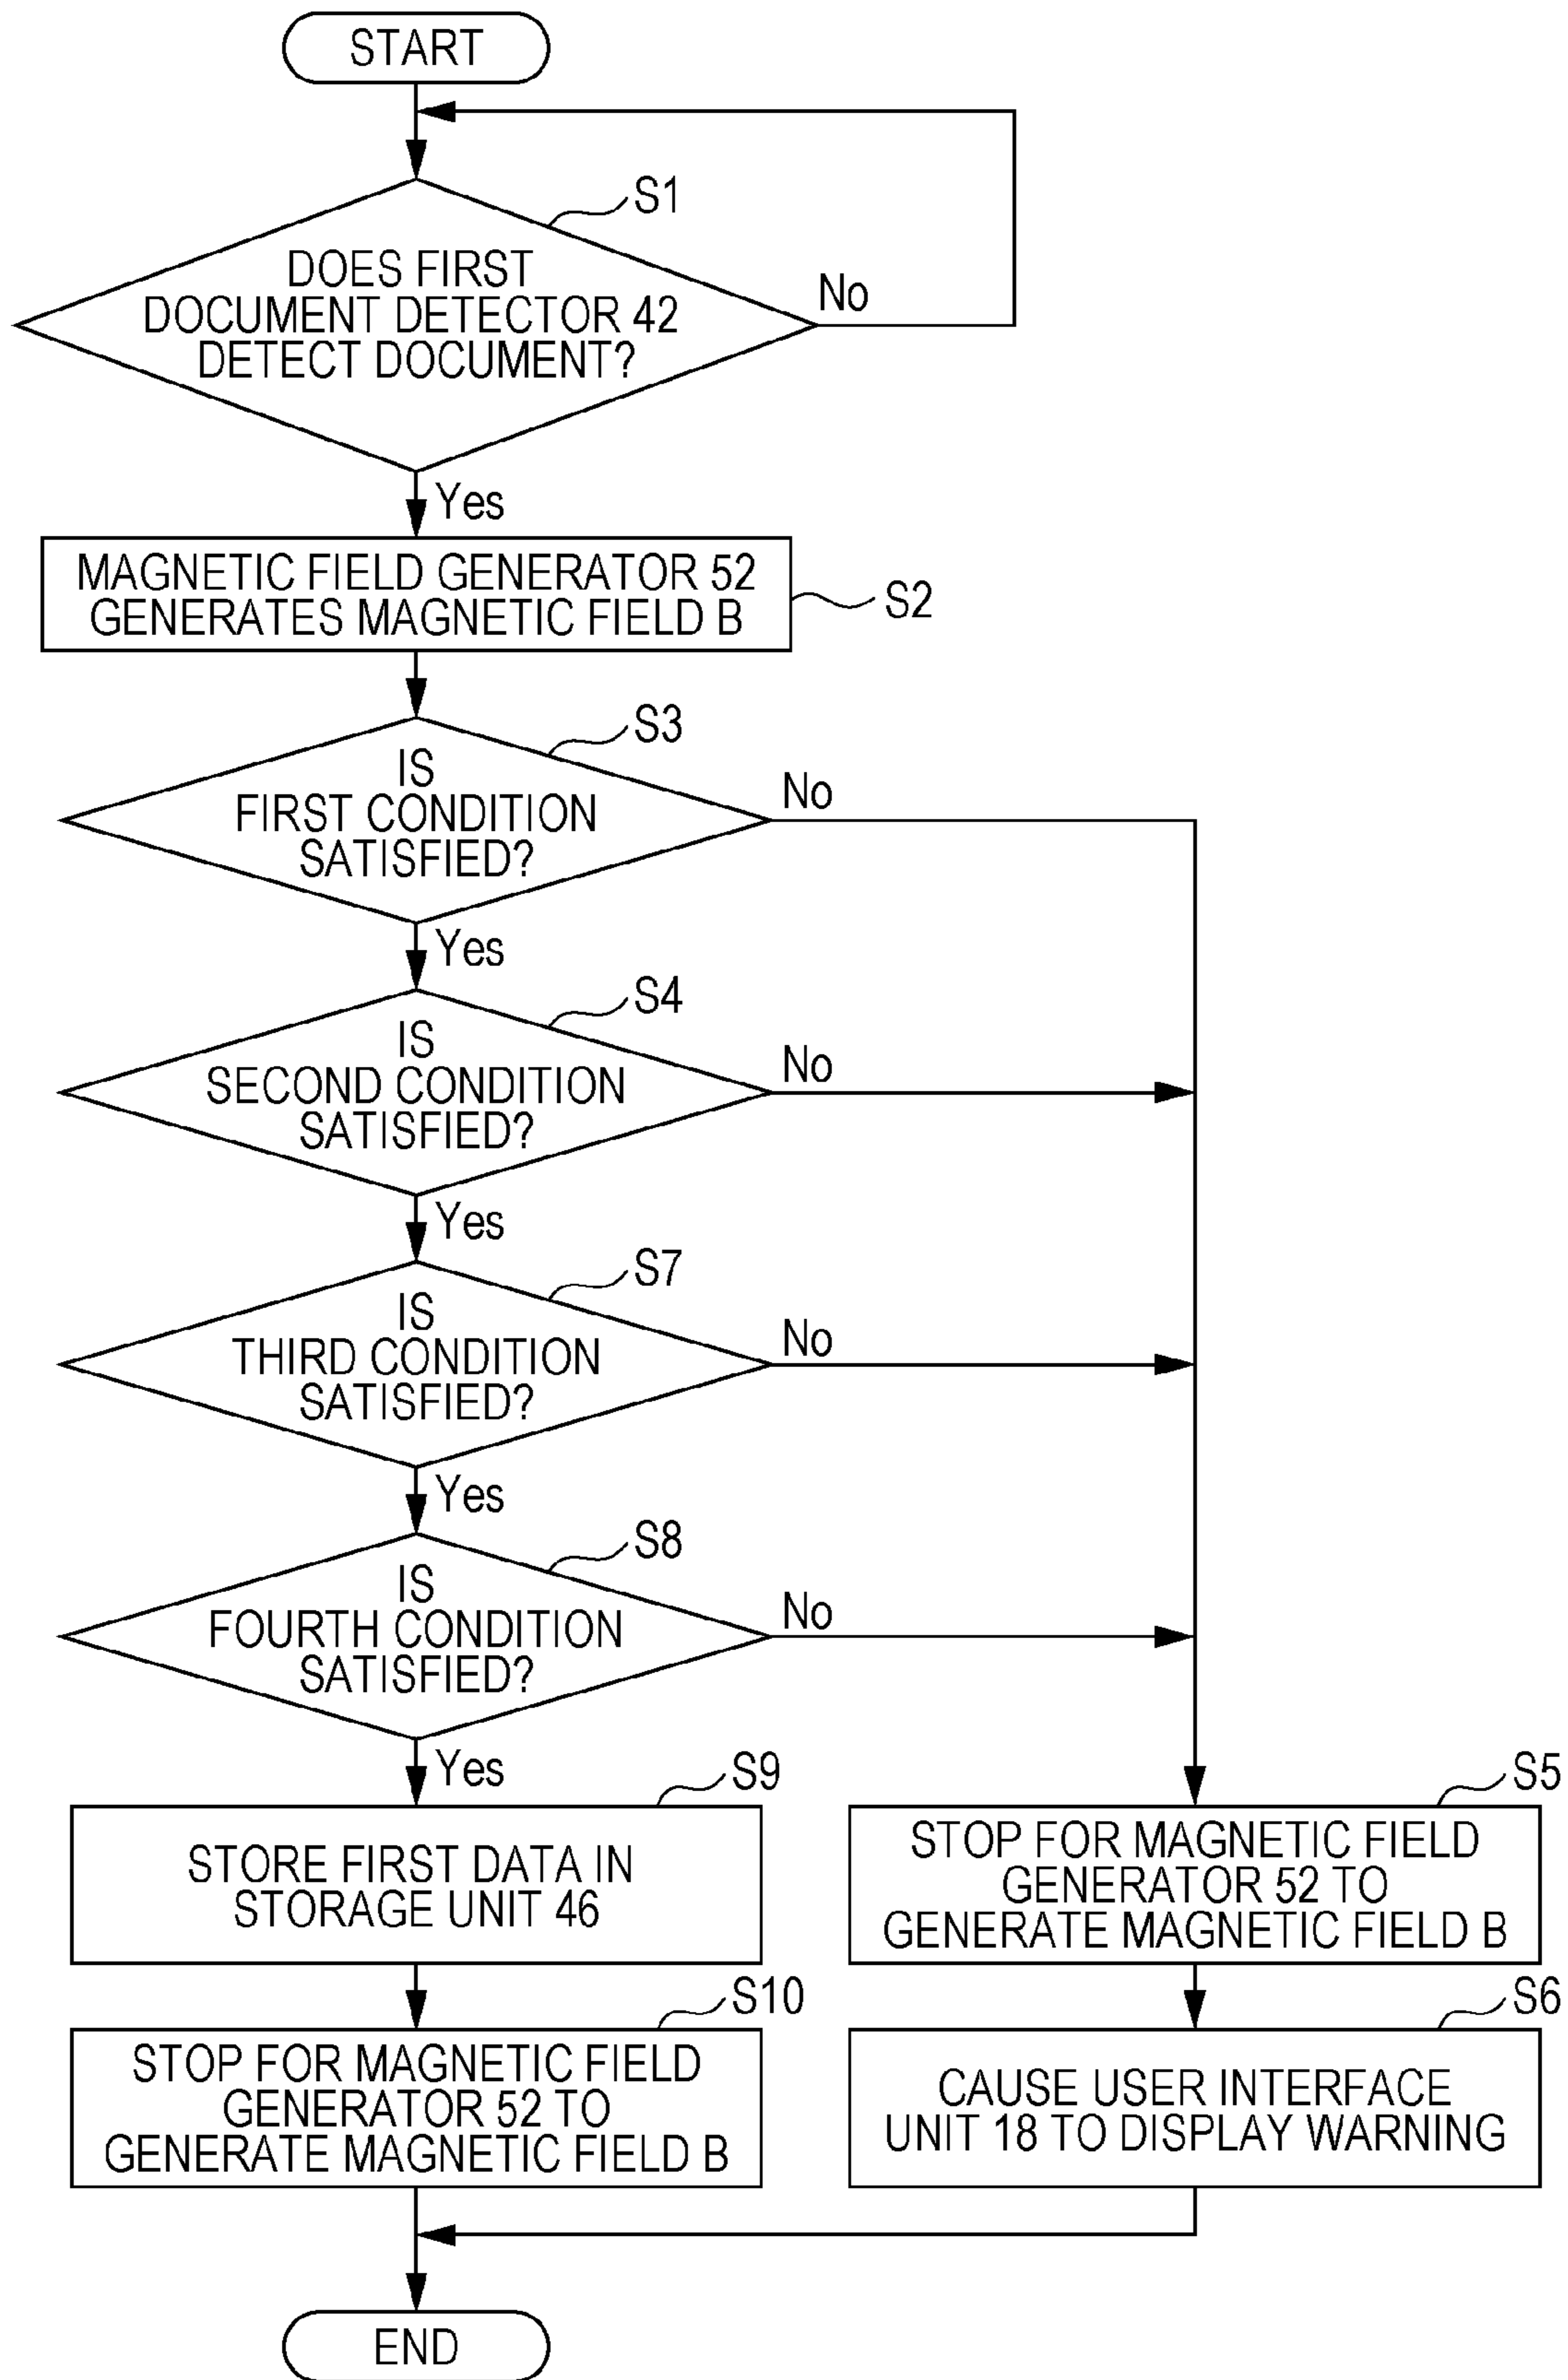 START
S1
DOES FIRST
DOCUMENT DETECTOR 42
DETECT DOCUMENT?
No
Yes
MAGNETIC FIELD GENERATOR 52
GENERATES MAGNETIC FIELD B
S2
S3
IS
FIRST CONDITION
SATISFIED?
No
Yes
S4
IS
SECOND CONDITION
SATISFIED?
No
Yes
S7
IS
THIRD CONDITION
SATISFIED?
No
Yes
S8
IS
FOURTH CONDITION
SATISFIED?
No
Yes
S9
STORE FIRST DATA IN
STORAGE UNIT 46
S5
STOP FOR MAGNETIC FIELD
GENERATOR 52 TO
GENERATE MAGNETIC FIELD B
S10
STOP FOR MAGNETIC FIELD
GENERATOR 52 TO
GENERATE MAGNETIC FIELD B
S6
CAUSE USER INTERFACE
UNIT 18 TO DISPLAY WARNING
END